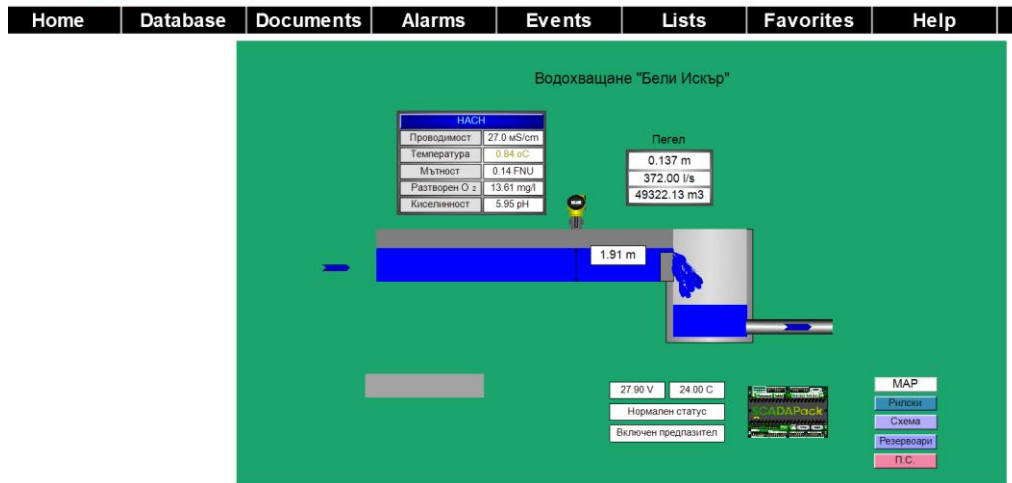 Home Database Documents Alarms Events Lists Favorites Help
Водохващане "Бели Искър"
HACH
Проводимост 27.0 мS/cm
Температура 0.84 oC
Мътност 0.14 FNU
Разтворен O 2 13.61 mg/l
Киселинност 5.95 pH
Пегел
0.137 m
372.00 l/s
49322.13 m3
1.91 m
27.90 V 24.00 C
Нормален статус
Включен предпазител
SCADAPack
MAP
Рилски
Схема
Резервоари
П.С.